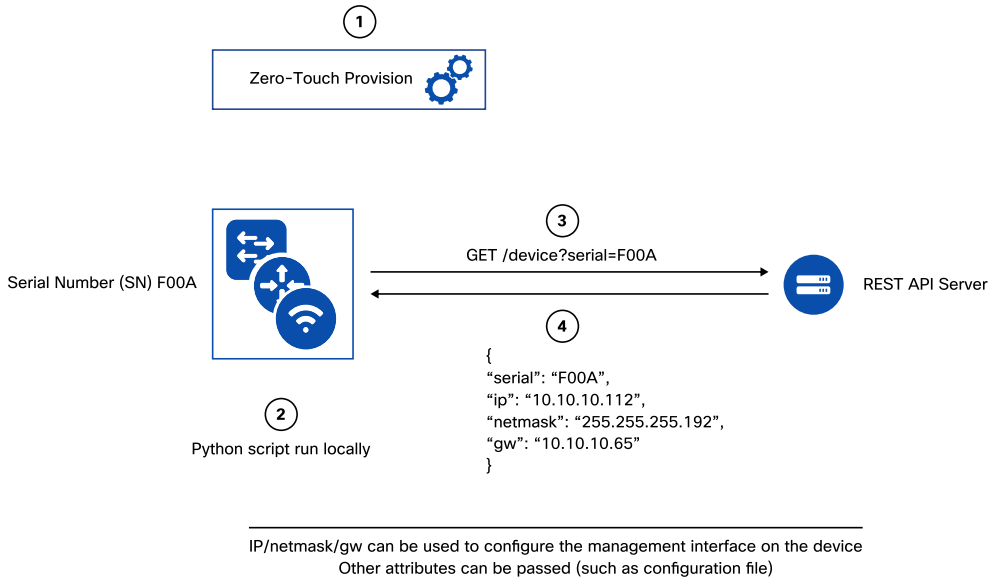 1
Zero-Touch Provision
3
GET /device?serial=F00A
Serial Number (SN) F00A
REST API Server
4
{
“serial”: “F00A”,
“ip”: “10.10.10.112”,
“netmask”: “255.255.255.192”,
“gw”: “10.10.10.65”
}
2
Python script run locally
IP/netmask/gw can be used to configure the management interface on the device
Other attributes can be passed (such as configuration file)